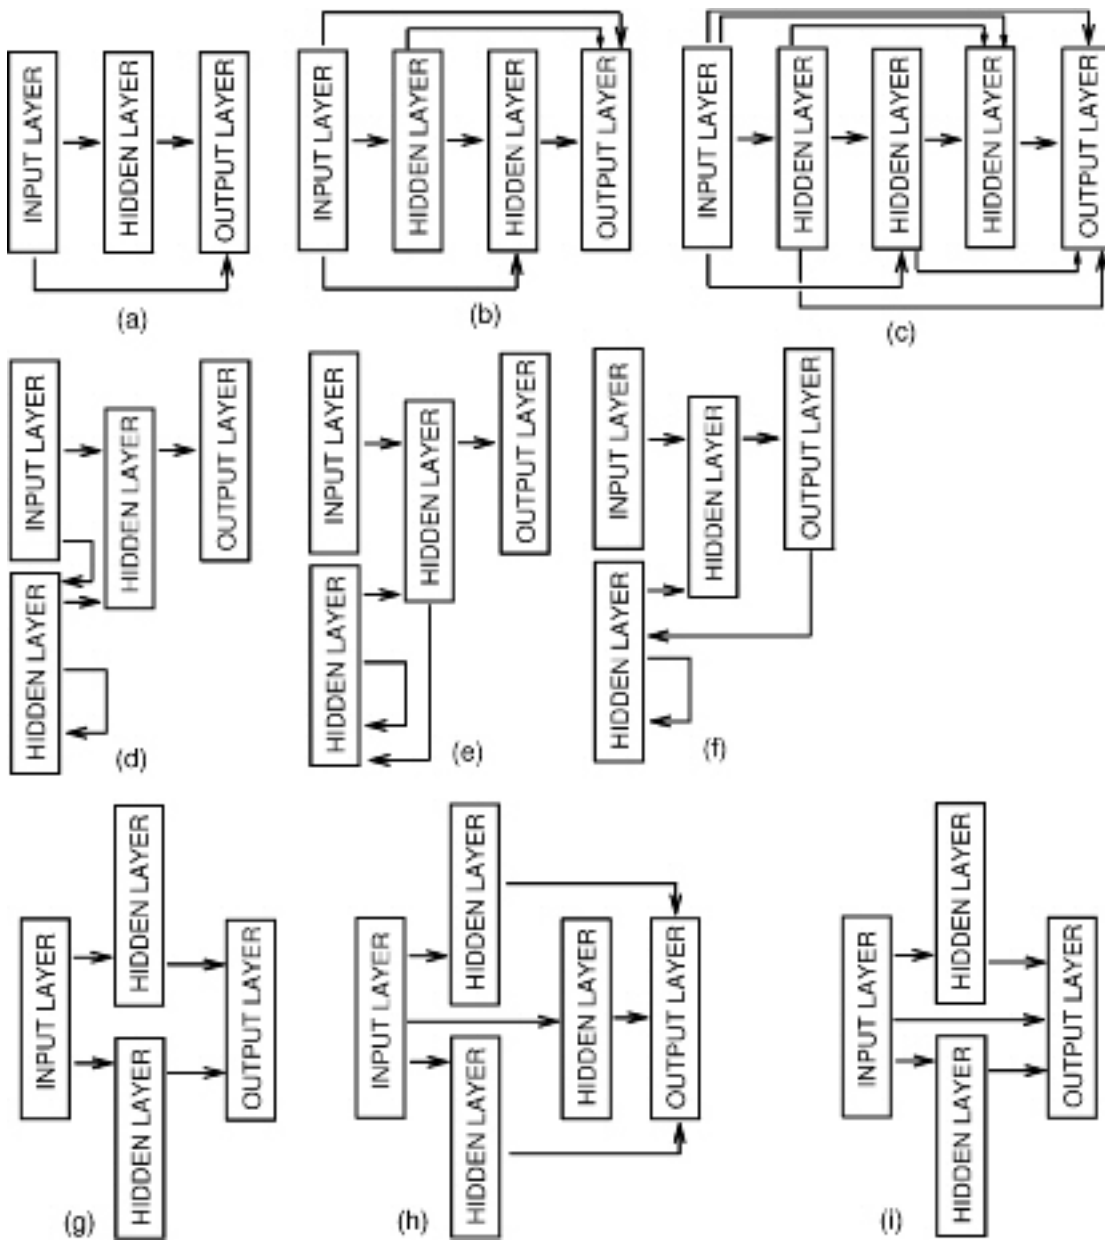 INPUT LAYER
HIDDEN LAYER
OUTPUT LAYER
(a)
INPUT LAYER
HIDDEN LAYER
HIDDEN LAYER
OUTPUT LAYER
(b)
INPUT LAYER
HIDDEN LAYER
HIDDEN LAYER
HIDDEN LAYER
OUTPUT LAYER
(c)
INPUT LAYER
HIDDEN LAYER
HIDDEN LAYER
OUTPUT LAYER
(d)
INPUT LAYER
HIDDEN LAYER
HIDDEN LAYER
OUTPUT LAYER
(e)
INPUT LAYER
HIDDEN LAYER
HIDDEN LAYER
OUTPUT LAYER
(f)
INPUT LAYER
HIDDEN LAYER
HIDDEN LAYER
OUTPUT LAYER
(g)
INPUT LAYER
HIDDEN LAYER
HIDDEN LAYER
HIDDEN LAYER
OUTPUT LAYER
(h)
INPUT LAYER
HIDDEN LAYER
HIDDEN LAYER
OUTPUT LAYER
(i)